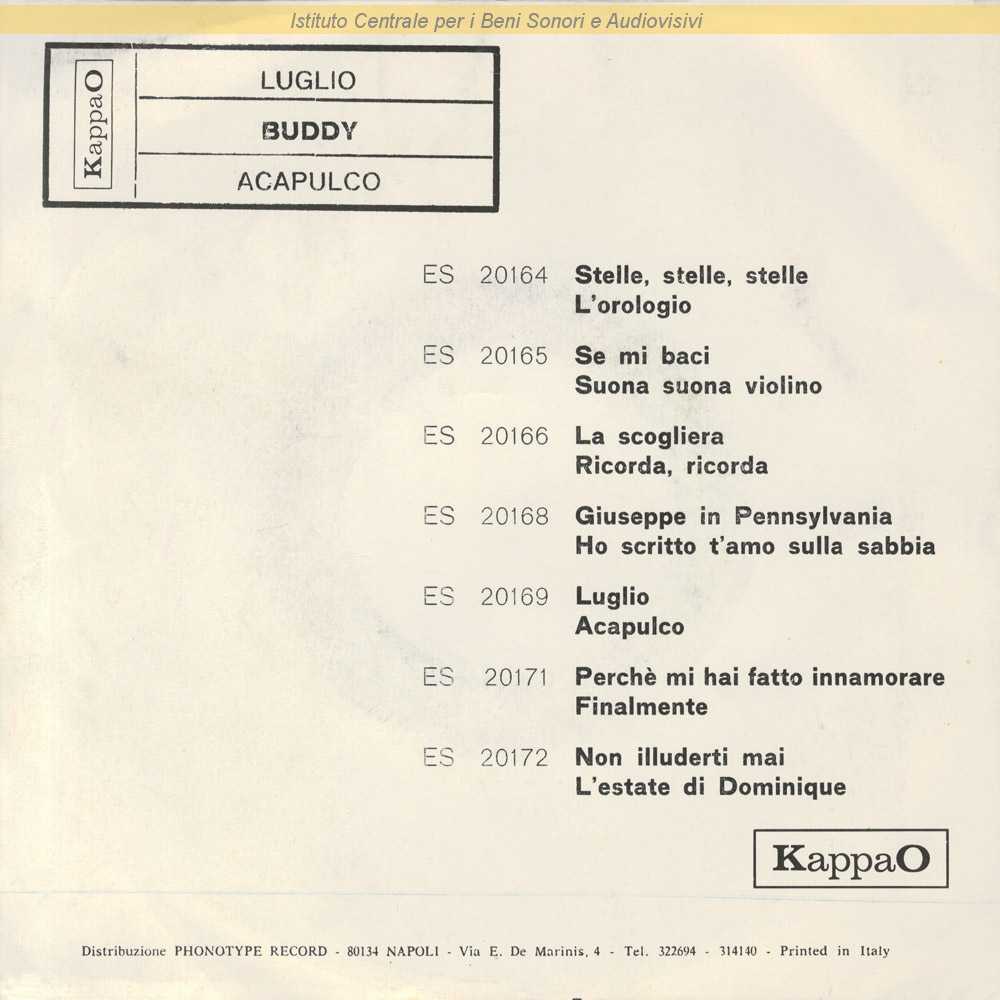 Istituto Centrale per i Beni Sonori e Audiovisivi
KappaO
LUGLIO
BUDDY
ACAPULCO
ES 20164 Stelle, stelle, stelle
L'orologio
ES 20165 Se mi baci
Suona suona violino
ES 20166 La scogliera
Ricorda, ricorda
ES 20168 Giuseppe in Pennsylvania
Ho scritto t'amo sulla sabbia
ES 20169 Luglio
Acapulco
ES 20171 Perchè mi hai fatto innamorare
Finalmente
ES 20172 Non illuderti mai
L'estate di Dominique
KappaO
Distribuzione PHONOTYPE RECORD - 80134 NAPOLI - Via E. De Marinis, 4 - Tel. 322694 - 314140 - Printed in Italy